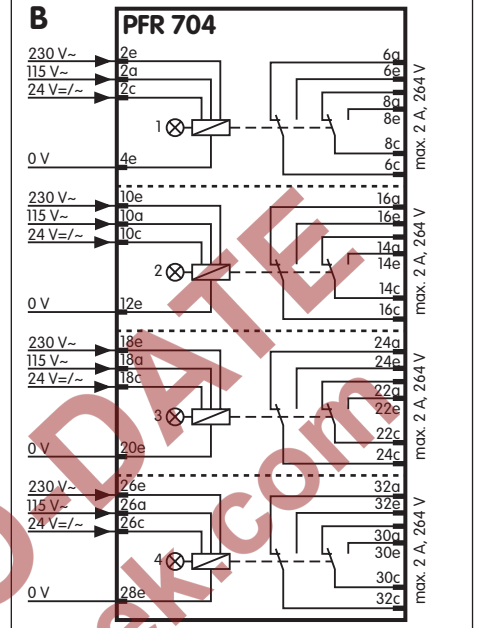 B
PFR 704
230 V~ 2e 6a
115 V~ 2a 6e
24 V=/~ 2c 8a
8e
1
8c
0 V 4e 6c
max. 2 A, 264 V
230 V~ 10e 16a
115 V~ 10a 16e
24 V=/~ 10c 14a
14e
2
14c
0 V 12e 16c
max. 2 A, 264 V
230 V~ 18e 24a
115 V~ 18a 24e
24 V=/~ 18c 22a
22e
3
22c
0 V 20e 24c
max. 2 A, 264 V
230 V~ 26e 32a
115 V~ 26a 32e
24 V=/~ 26c 30a
30e
4
30c
0 V 28e 32c
max. 2 A, 264 V
O-DATE
ek.com